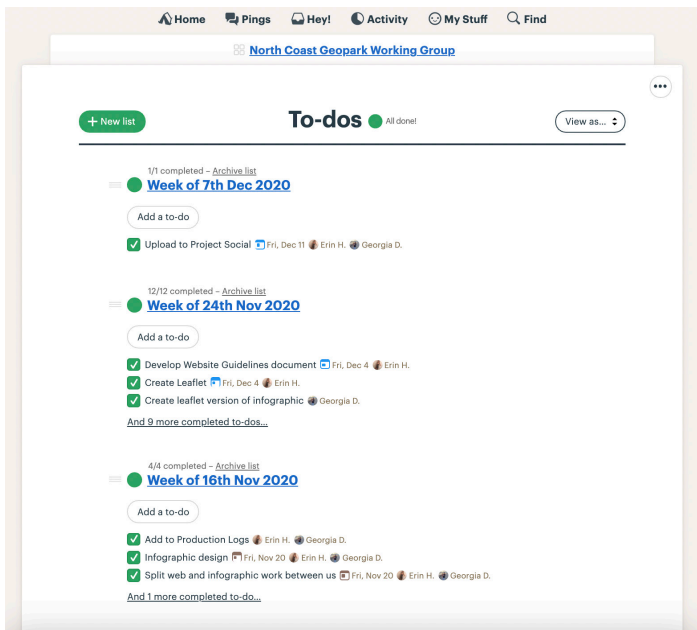 Home Pings Hey! Activity My Stuff Find
North Coast Geopark Working Group
+ New list
To-dos All done!
View as...
1/1 completed – Archive list
Week of 7th Dec 2020
Add a to-do
Upload to Project Social Fri, Dec 11 Erin H. Georgia D.
12/12 completed – Archive list
Week of 24th Nov 2020
Add a to-do
Develop Website Guidelines document Fri, Dec 4 Erin H.
Create Leaflet Fri, Dec 4 Erin H.
Create leaflet version of infographic Georgia D.
And 9 more completed to-dos...
4/4 completed – Archive list
Week of 16th Nov 2020
Add a to-do
Add to Production Logs Erin H. Georgia D.
Infographic design Fri, Nov 20 Erin H. Georgia D.
Split web and infographic work between us Fri, Nov 20 Erin H. Georgia D.
And 1 more completed to-do...